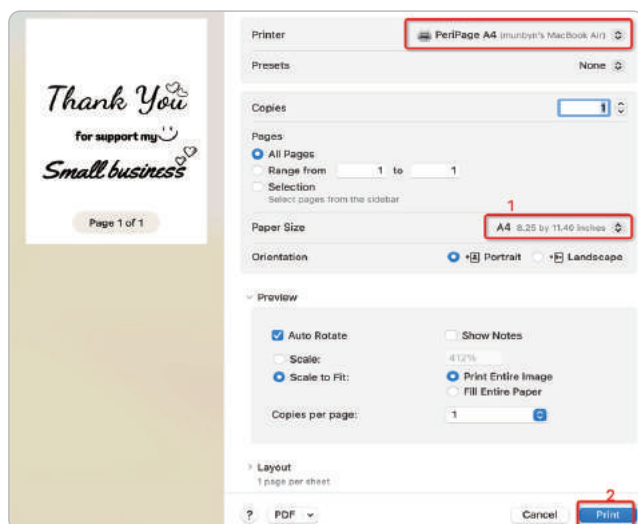 Thank You
for support my
Small business
Page 1 of 1
Printer PeriPage A4 (munbyn's MacBook Air)
Presets None
Copies 1
Pages
All Pages
Range from 1 to 1
Selection
Select pages from the sidebar
1
Paper Size A4 8.25 by 11.40 inches
Orientation Portrait Landscape
Preview
Auto Rotate Show Notes
Scale: 412%
Scale to Fit: Print Entire Image
Fill Entire Paper
Copies per page: 1
Layout
1 page per sheet
2
? PDF Cancel Print